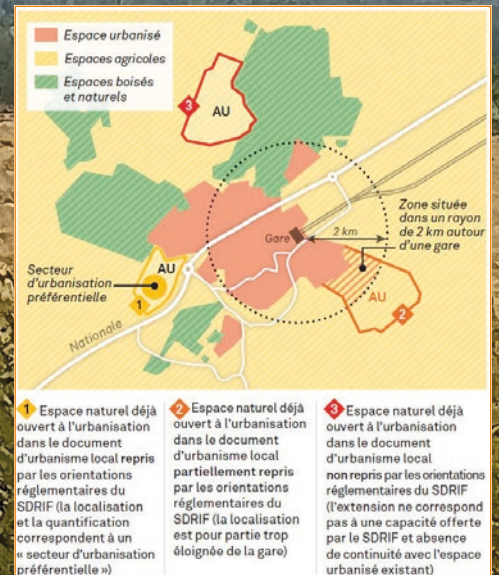 Espace urbanisé
Espaces agricoles
Espaces boisés
et naturels
3
AU
Zone située
dans un rayon
de 2 km autour
d'une gare
Gare
2 km
Secteur
d'urbanisation
préférentielle
AU
1
AU
2
Nationale
1 Espace naturel déjà
ouvert à l'urbanisation
dans le document
d'urbanisme local repris
par les orientations
réglementaires du
SDRIF (la localisation
et la quantification
correspondent à un
« secteur d'urbanisation
préférentielle »)
2 Espace naturel déjà
ouvert à l'urbanisation
dans le document
d'urbanisme local
partiellement repris
par les orientations
réglementaires du
SDRIF (la localisation
est pour partie trop
éloignée de la gare)
3 Espace naturel déjà
ouvert à l'urbanisation
dans le document
d'urbanisme local
non repris par les orientations
réglementaires du SDRIF
(l'extension ne correspond
pas à une capacité offerte
par le SDRIF et absence
de continuité avec l'espace
urbanisé existant)